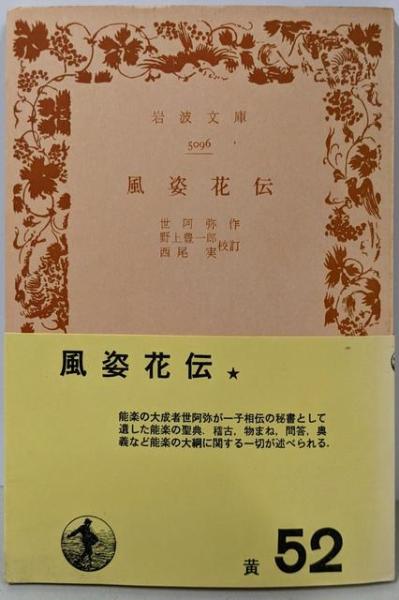 岩波文庫
5096
風姿花伝
世阿弥作
野上豊一郎
西尾実
校訂
風姿花伝★
能楽の大成者世阿弥が一子相伝の秘書として
遺した能楽の聖典．稽古，物まね，問答，奥
義など能楽の大綱に関する一切が述べられる．
黄 52